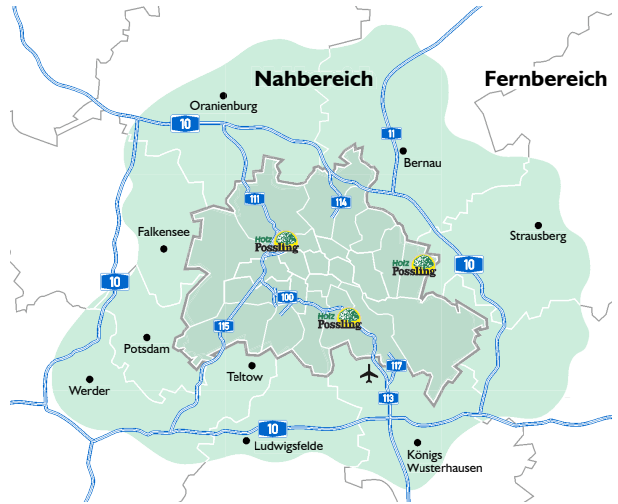 Nahbereich
Fernbereich
Oranienburg
10
11
Bernau
111
114
Falkensee
Holz
Possling
Strausberg
Holz
Possling
10
10
100
Holz
Possling
115
Potsdam
117
Teltow
Werder
113
10
Ludwigsfelde
Königs
Wusterhausen